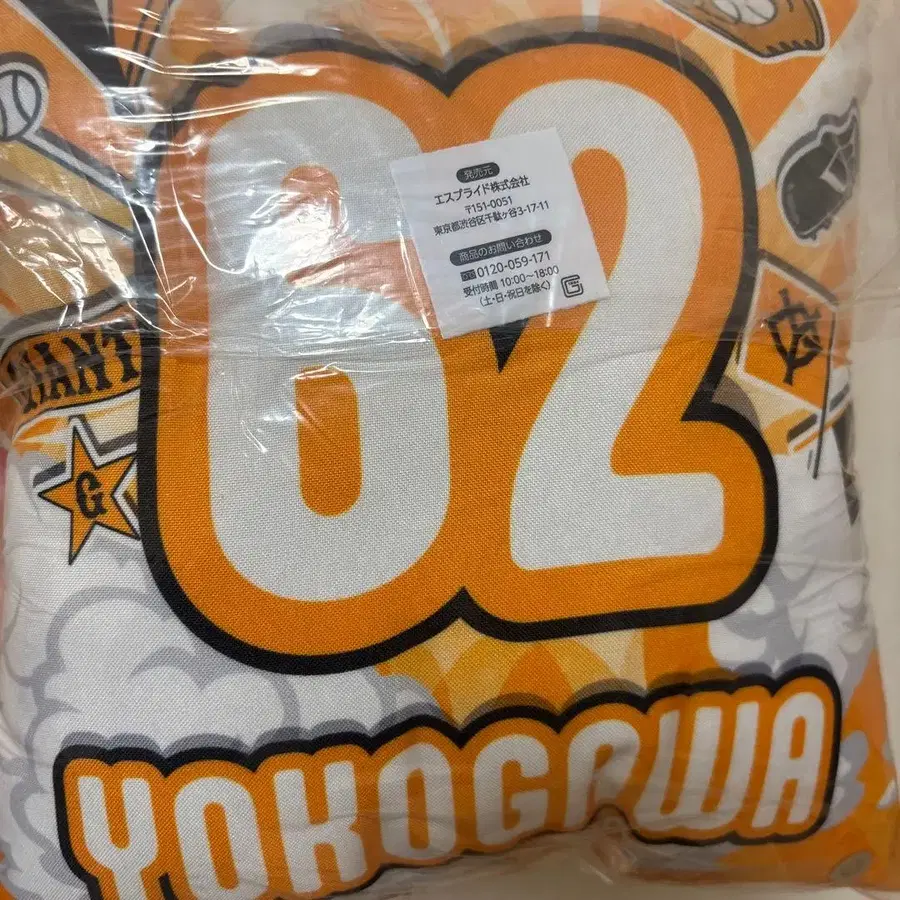 62
発売元
エスプライド株式会社
〒151-0051
東京都渋谷区千駄ヶ谷3-17-11
商品のお問い合わせ
0120-059-171
受付時間 10:00〜18:00
(土・日・祝日を除く)
G
YOKOGAWA